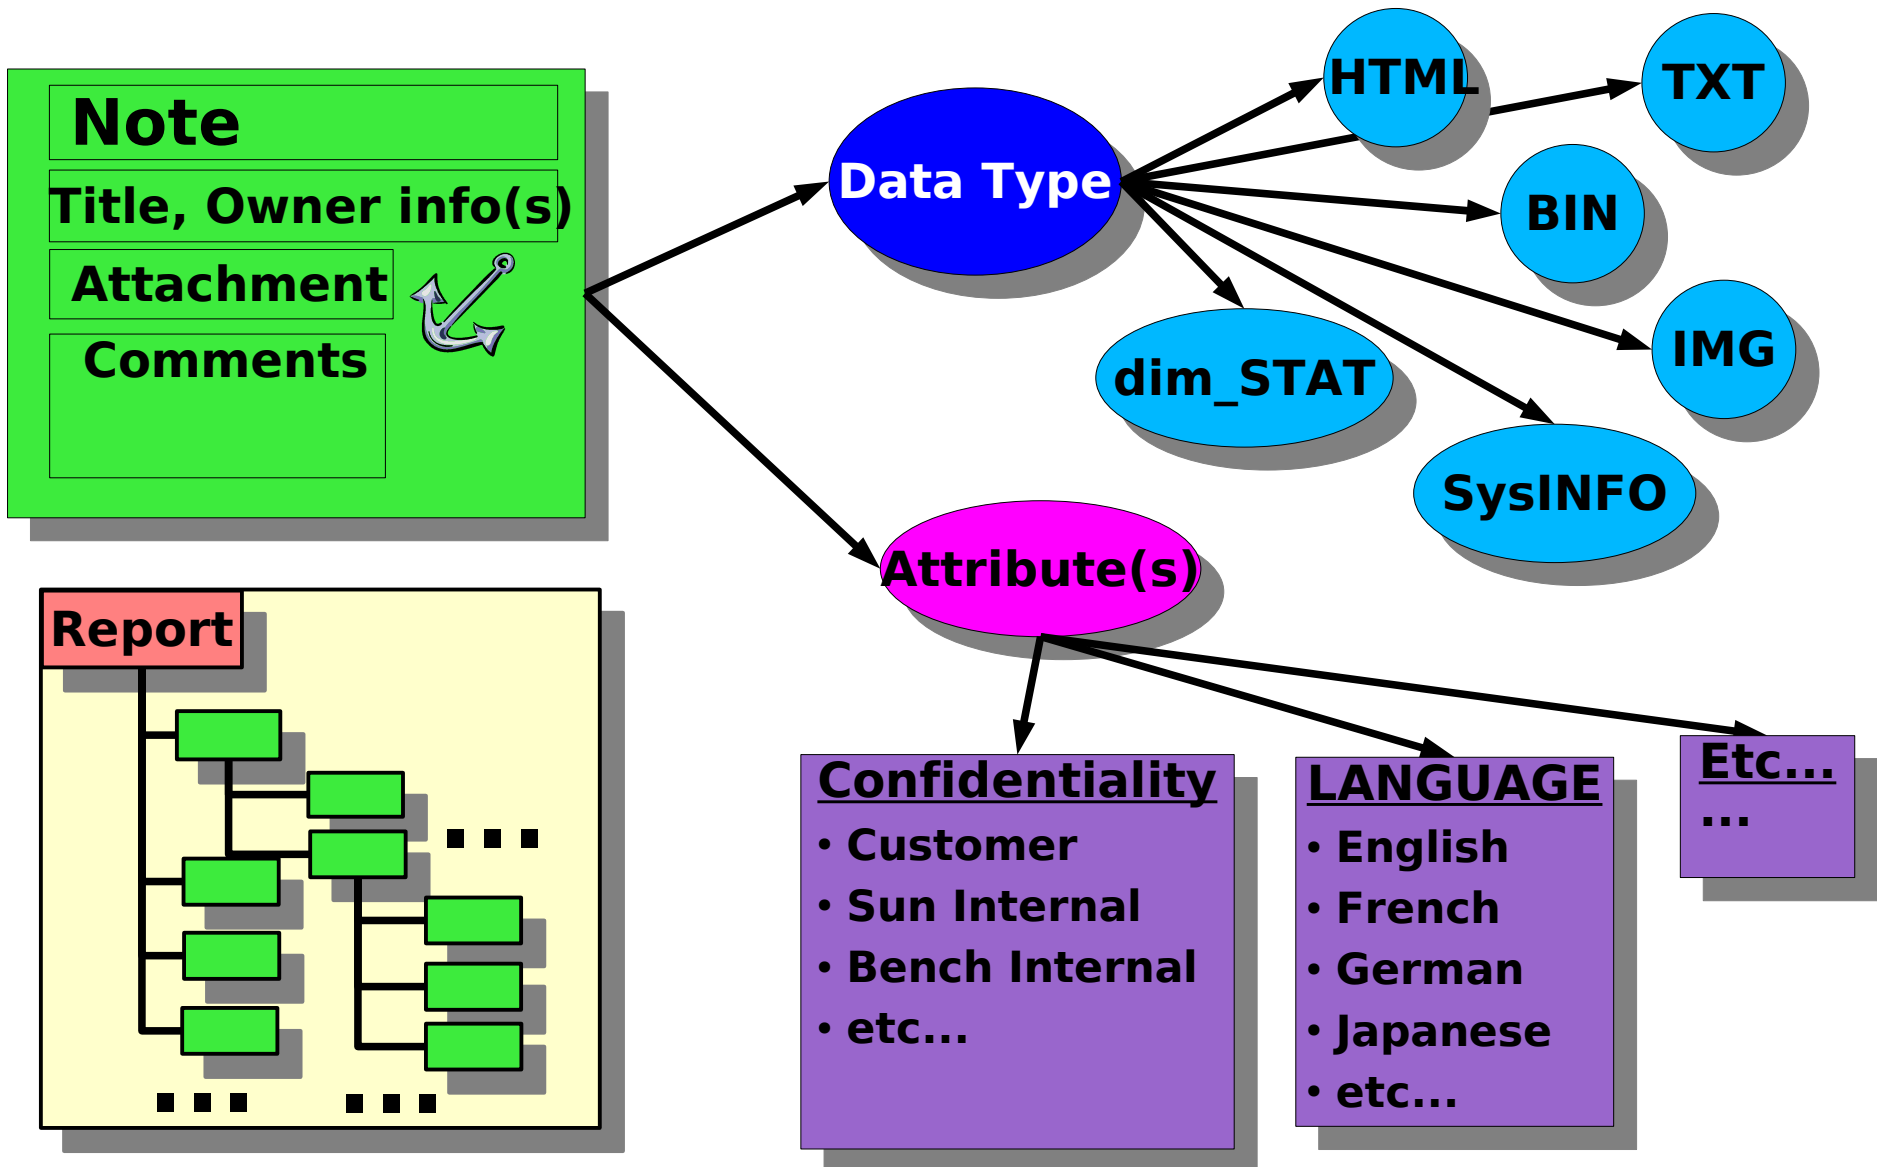 Note
Title, Owner info(s)
Attachment
Comments
Data Type
HTML
TXT
BIN
IMG
dim_STAT
SysINFO
Attribute(s)
Report
Confidentiality
• Customer
• Sun Internal
• Bench Internal
• etc...
LANGUAGE
• English
• French
• German
• Japanese
• etc...
Etc...
...